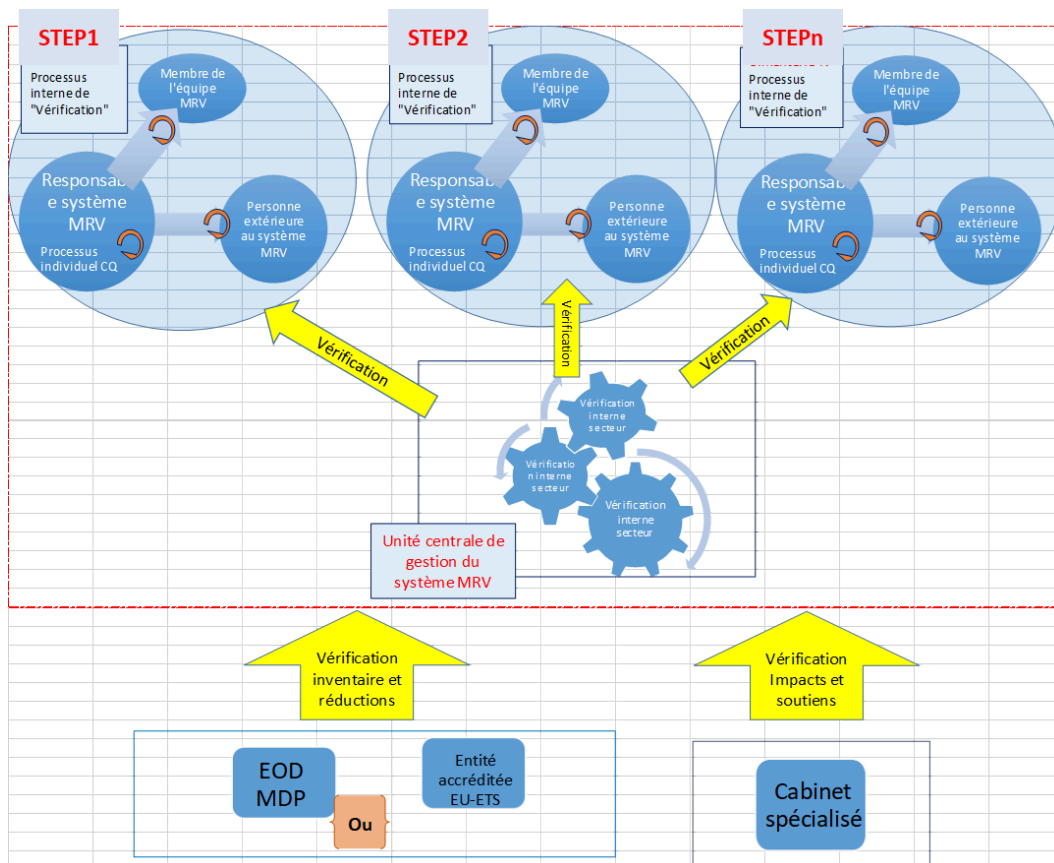 STEP1
Processus
interne de
"Vérification"
Membre de
l'équipe
MRV
Responsabl
e système
MRV
Processus
individuel CQ
Personne
extérieure
au système
MRV
STEP2
Processus
interne de
"Vérification"
Membre de
l'équipe
MRV
Responsabl
e système
MRV
Processus
individuel CQ
Personne
extérieure
au système
MRV
STEPn
Processus
interne de
"Vérification"
Membre de
l'équipe
MRV
Responsabl
e système
MRV
Processus
individuel CQ
Personne
extérieure
au système
MRV
Vérification
Vérification
Vérification
Vérification
interne
secteur
Vérificatio
n interne
secteur
Vérification
interne
secteur
Unité centrale de
gestion du
système MRV
Vérification
inventaire et
réductions
Vérification
Impacts et
soutiens
EOD
MDP
Ou
Entité
accréditée
EU-ETS
Cabinet
spécialisé